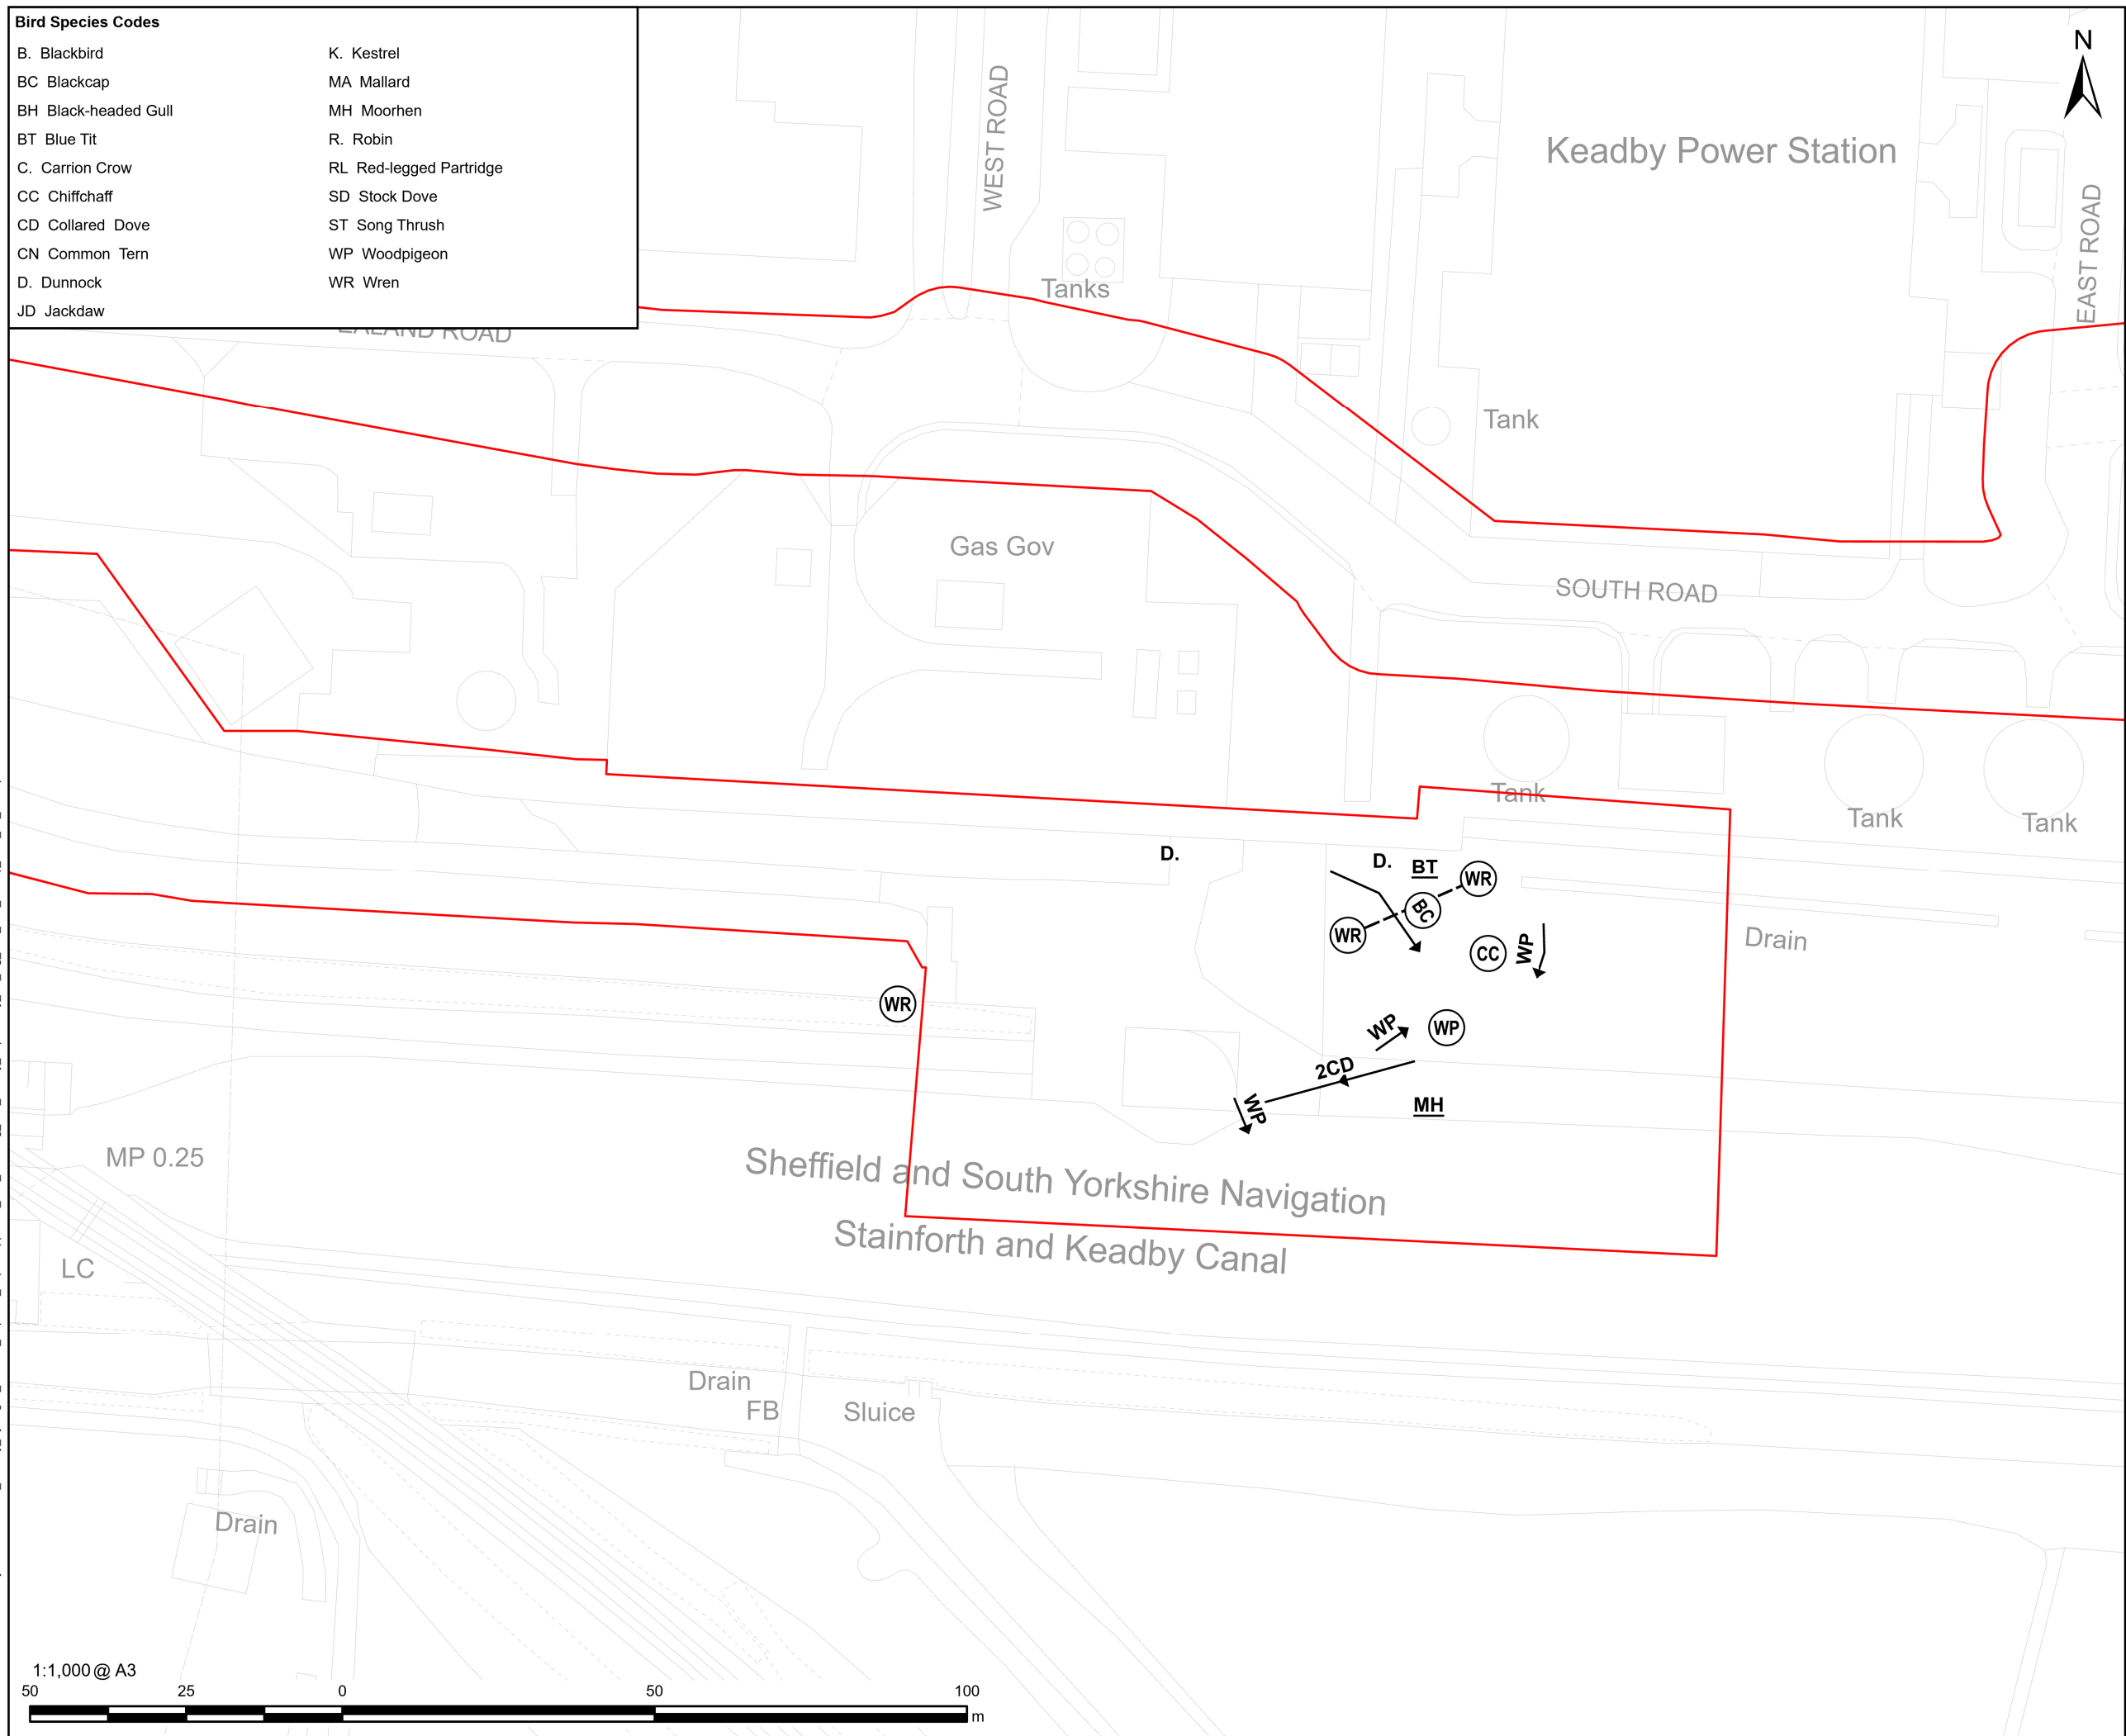 Bird Species Codes
B. Blackbird
BC Blackcap
BH Black-headed Gull
BT Blue Tit
C. Carrion Crow
CC Chiffchaff
CD Collared Dove
CN Common Tern
D. Dunnock
JD Jackdaw
K. Kestrel
MA Mallard
MH Moorhen
R. Robin
RL Red-legged Partridge
SD Stock Dove
ST Song Thrush
WP Woodpigeon
WR Wren
N
WEST ROAD
Keadby Power Station
EAST ROAD
Tanks
EALAND ROAD
Tank
Gas Gov
SOUTH ROAD
Tank
Tank
Tank
D.
D.
BT
WR
BC
WR
CC
WP
Drain
WR
WP
WP
2CD
WP
MH
MP 0.25
Sheffield and South Yorkshire Navigation
Stainforth and Keadby Canal
LC
Drain
FB
Sluice
Drain
1:1,000 @ A3
50 25 0 50 100
m